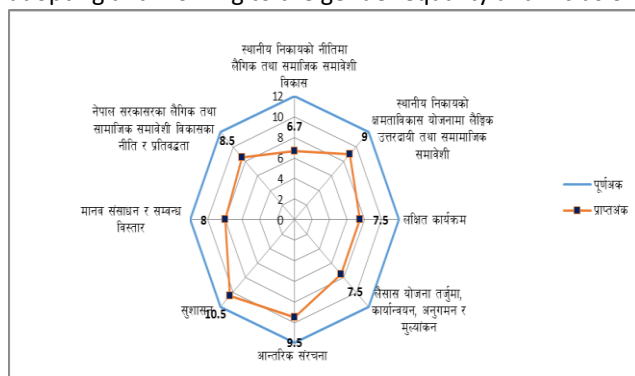 स्थानीय निकायको नीतिमा
लैगिक तथा समाजिक समावेशी
विकास
स्थानीय निकायको
क्षमताविकास योजनामा लैङ्गिक
उत्तरदायी तथा समामाजिक
समावेशी
लक्षित कार्यक्रम
लैसास योजना तर्जुमा,
कार्यान्वयन, अनुगमन र
मुल्यांकन
आन्तरिक संरचना
सुशासन
मानव संसाधन र सम्वन्ध
विस्तार
नेपाल सरकासरका लैगिक तथा
सामाजिक समावेशी विकासका
नीति र प्रतिवद्धता
12
10
8
6
4
2
0
6.7
9
7.5
7.5
9.5
10.5
8
8.5
पूर्णअंक
प्राप्तअंक